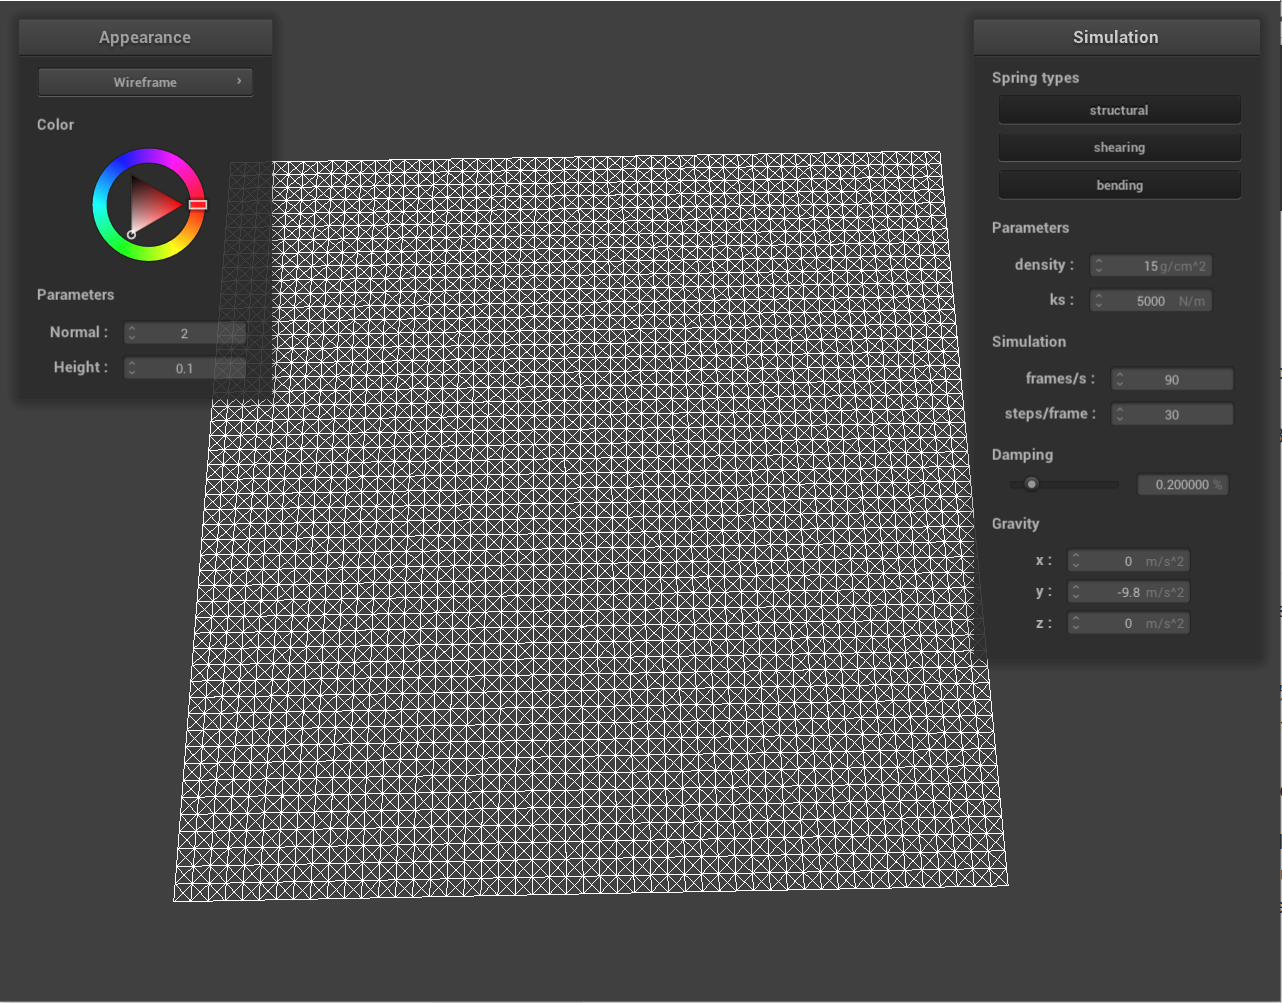 Appearance
Wireframe ›
Color
Parameters
Normal : 2
Height : 0.1
Simulation
Spring types
structural
shearing
bending
Parameters
density : 15 g/cm^2
ks : 5000 N/m
Simulation
frames/s : 90
steps/frame : 30
Damping
0.200000 %
Gravity
x : 0 m/s^2
y : -9.8 m/s^2
z : 0 m/s^2